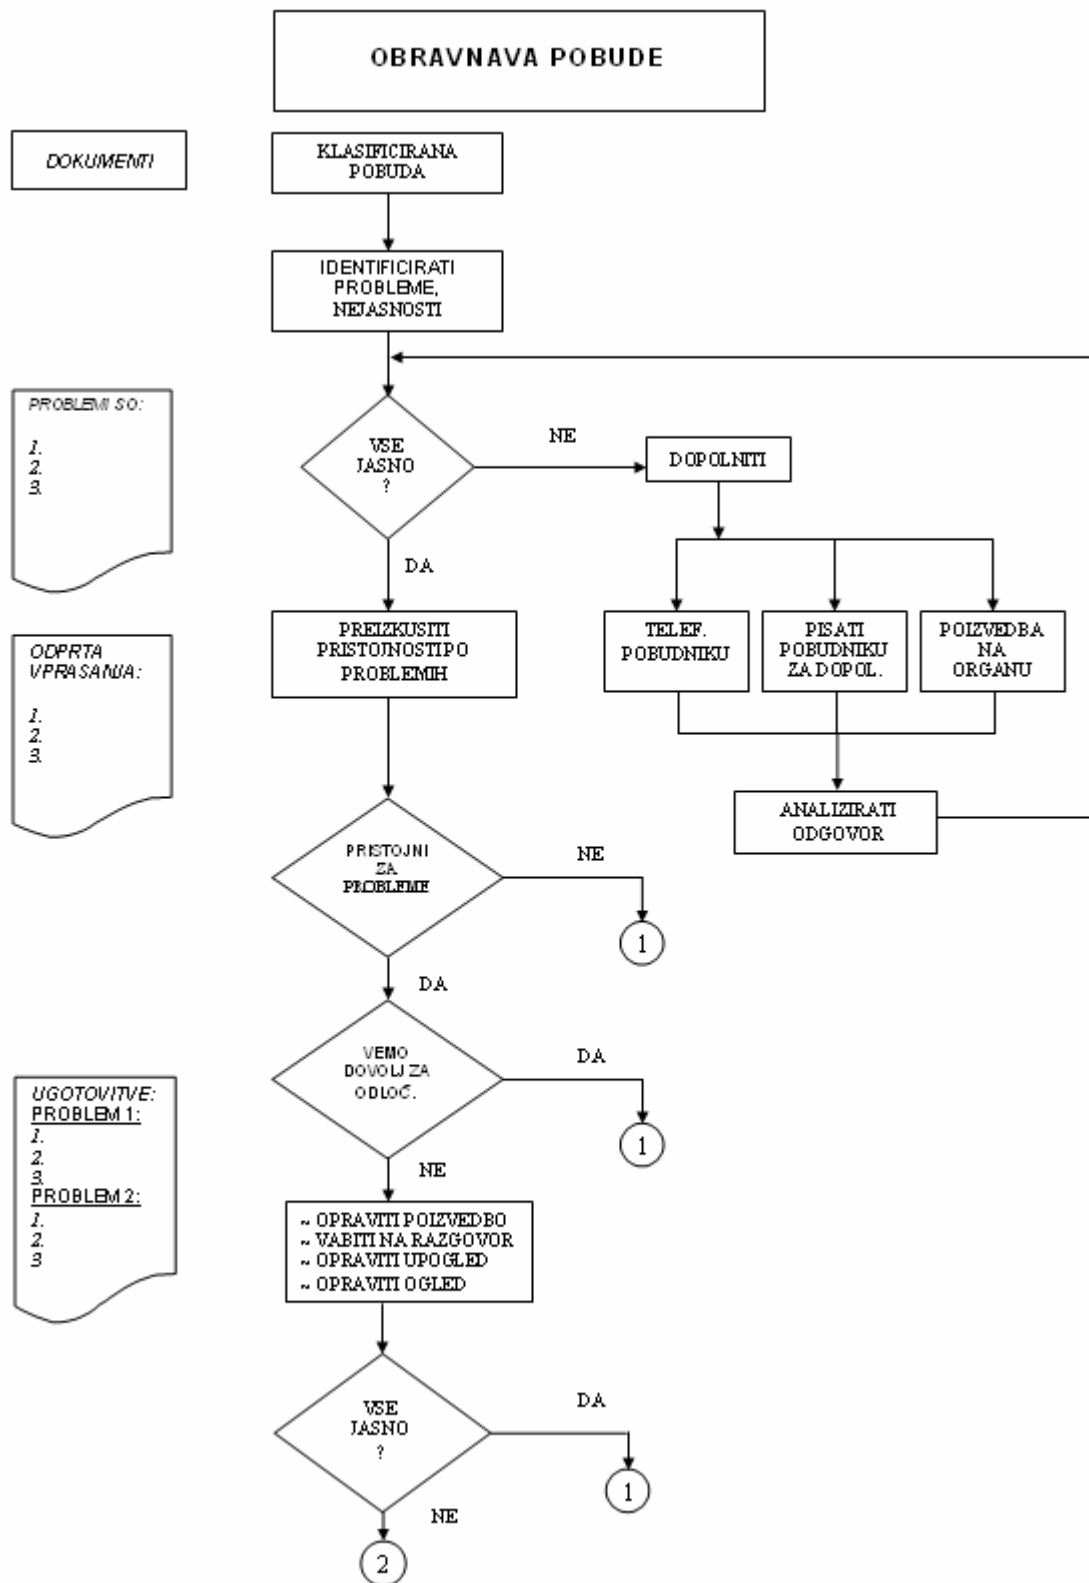 OBRAVNAVA POBUDE
DOKUMENTI
KLASIFICIRANA
POBUDA
IDENTIFICIRATI
PROBLEME,
NEJASNOSTI
PROBLEMI SO:
1.
2.
3.
VSE
JASNO
?
NE
DOPOLNITI
DA
ODPRTA
VPRASANJA:
1.
2.
3.
PREIZKUSITI
PRISTOJNOSTI PO
PROBLEMIH
TELEF.
POBUDNIKU
PISATI
POBUDNIKU
ZA DOPOL.
POIZVEDBA
NA
ORGANU
ANALIZIRATI
ODGOVOR
PRISTOJNI
ZA
PROBLEME
NE
1
DA
VEMO
DOVOLJ ZA
ODLOČ.
DA
1
NE
UGOTOVITVE:
PROBLEM 1:
1.
2.
3.
PROBLEM 2:
1.
2.
3
~ OPRAVITI POIZVEDBO
~ VABITI NA RAZGOVOR
~ OPRAVITI UPOGLED
~ OPRAVITI OGLED
VSE
JASNO
?
DA
1
NE
2